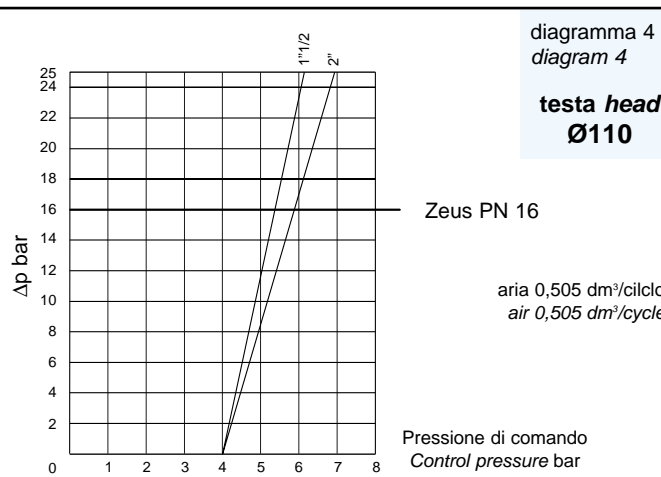 diagramma 4
diagram 4
testa head
Ø110
1"1/2
2"
25
24
22
20
18
16
14
12
10
8
6
4
2
0
Δp bar
Zeus PN 16
aria 0,505 dm³/cilclo
air 0,505 dm³/cycle
1 2 3 4 5 6 7 8
Pressione di comando
Control pressure bar